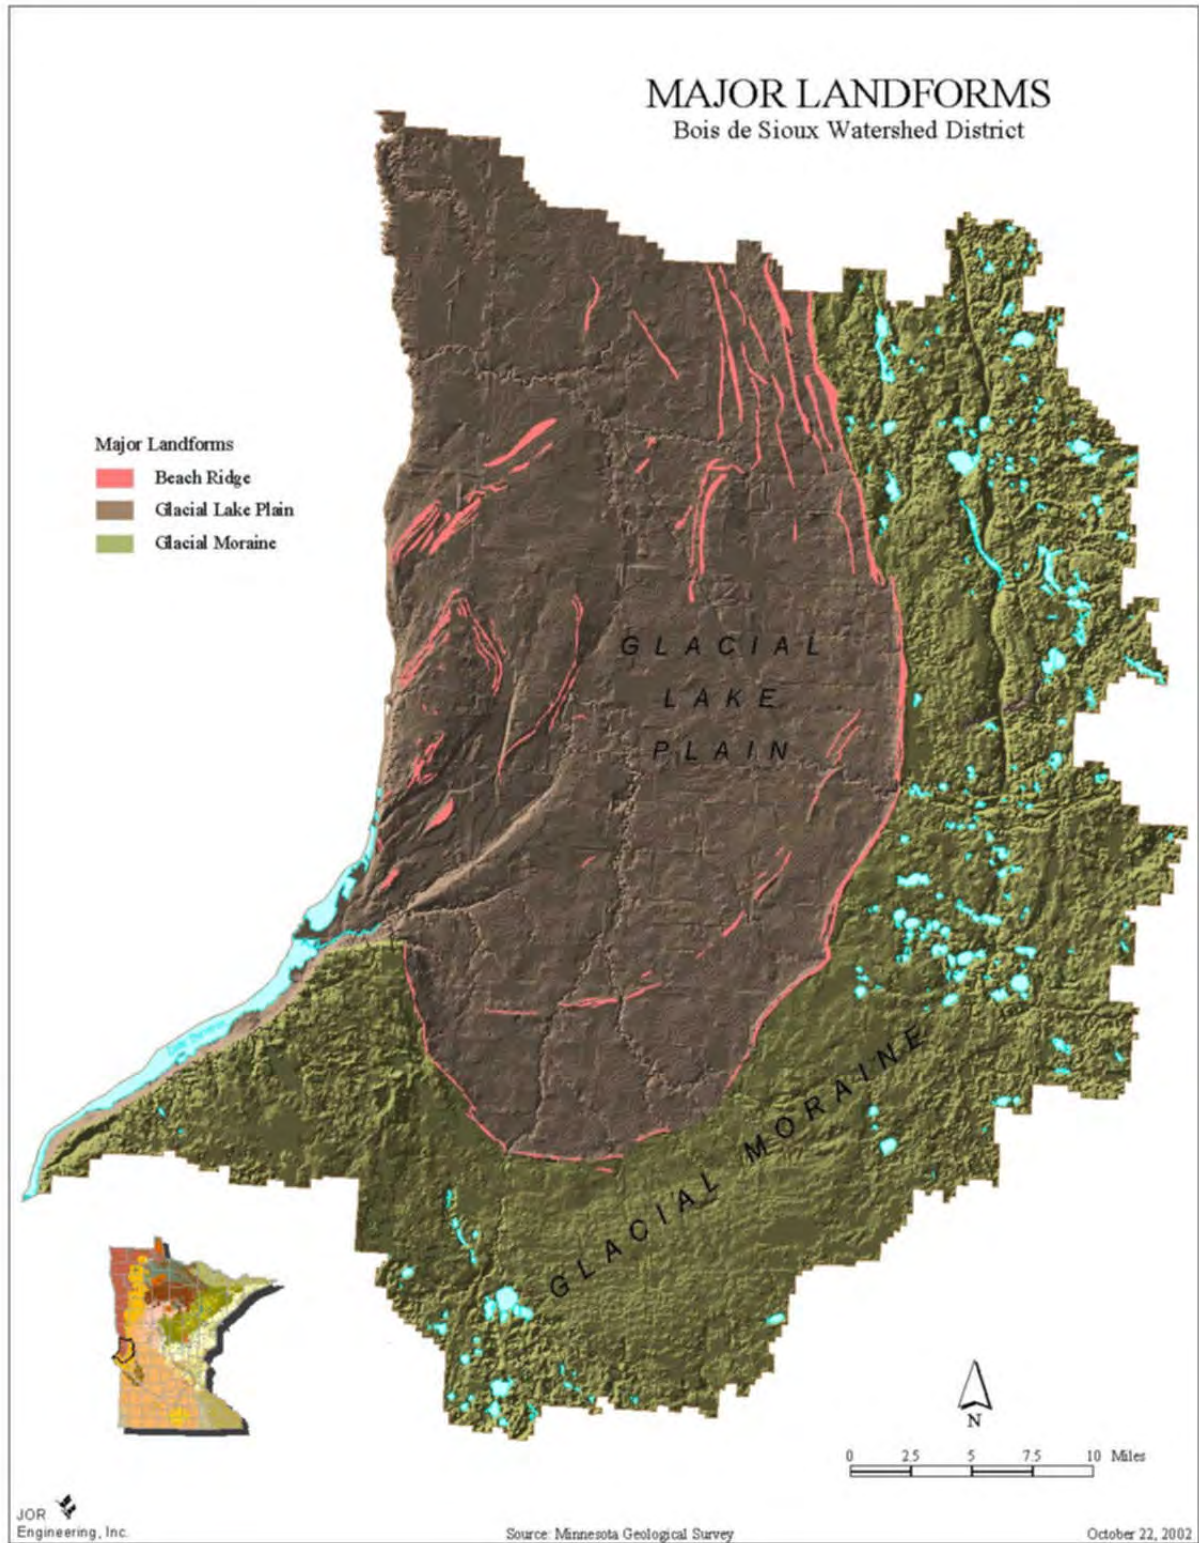 MAJOR LANDFORMS
Bois de Sioux Watershed District
Major Landforms
Beach Ridge
Glacial Lake Plain
Glacial Moraine
GLACIAL
LAKE
PLAIN
GLACIAL MORAINE
N
0 2.5 5 7.5 10 Miles
JOR
Engineering, Inc.
Source: Minnesota Geological Survey
October 22, 2002